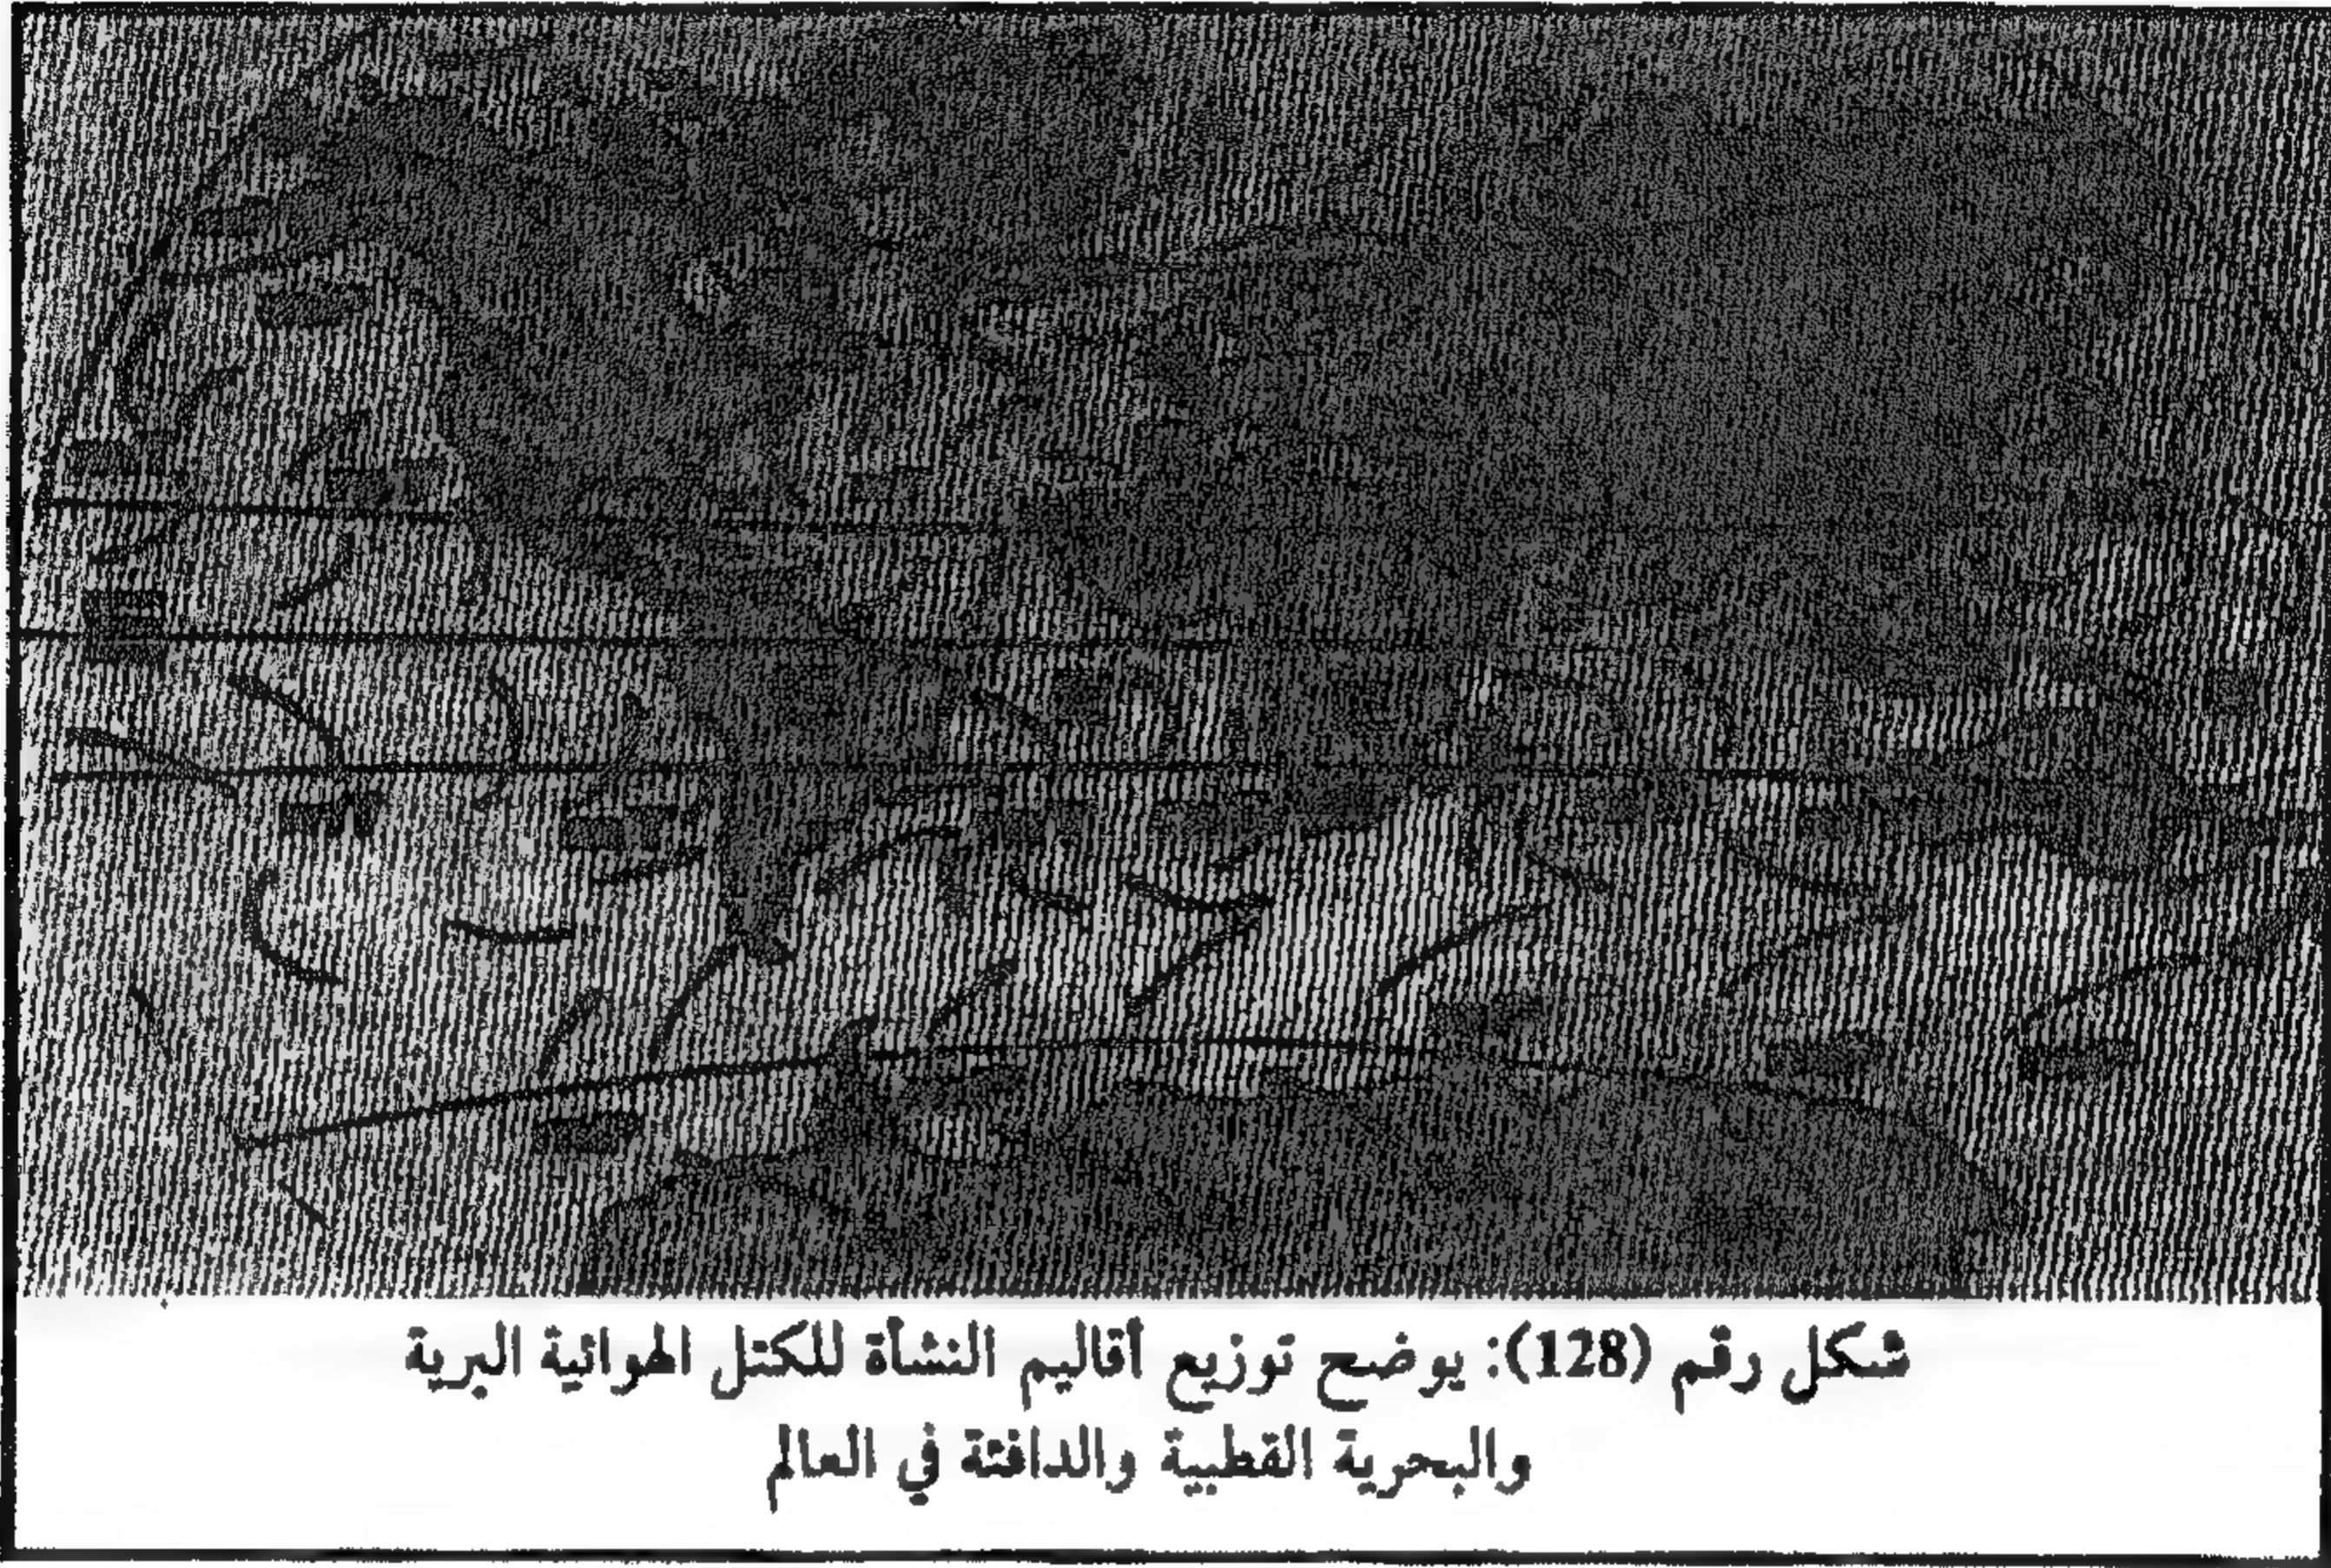 شكل رقم (128): يوضح توزيع أقاليم النشأة للكتل الهوائية البرية
والبحرية القطبية والدافئة في العالم